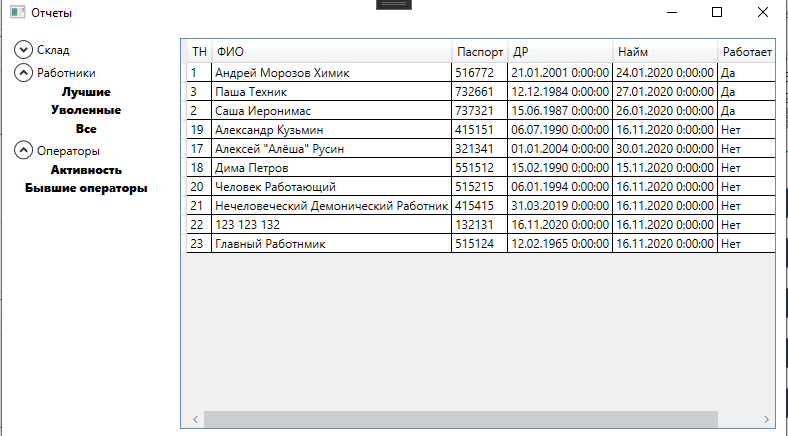 Отчеты
Склад
Работники
Лучшие
Уволенные
Все
Операторы
Активность
Бывшие операторы
ТН ФИО Паспорт ДР Найм Работает
1 Андрей Морозов Химик 516772 21.01.2001 0:00:00 24.01.2020 0:00:00 Да
3 Паша Техник 732661 12.12.1984 0:00:00 27.01.2020 0:00:00 Да
2 Саша Иеронимас 737321 15.06.1987 0:00:00 26.01.2020 0:00:00 Да
19 Александр Кузьмин 415151 06.07.1990 0:00:00 16.11.2020 0:00:00 Нет
17 Алексей "Алёша" Русин 321341 01.01.2004 0:00:00 30.01.2020 0:00:00 Нет
18 Дима Петров 551512 15.02.1990 0:00:00 15.11.2020 0:00:00 Нет
20 Человек Работающий 515215 06.01.1994 0:00:00 16.11.2020 0:00:00 Нет
21 Нечеловеческий Демонический Работник 415415 31.03.2019 0:00:00 16.11.2020 0:00:00 Нет
22 123 123 132 132131 16.11.2020 0:00:00 16.11.2020 0:00:00 Нет
23 Главный Работнмик 515124 12.02.1965 0:00:00 16.11.2020 0:00:00 Нет